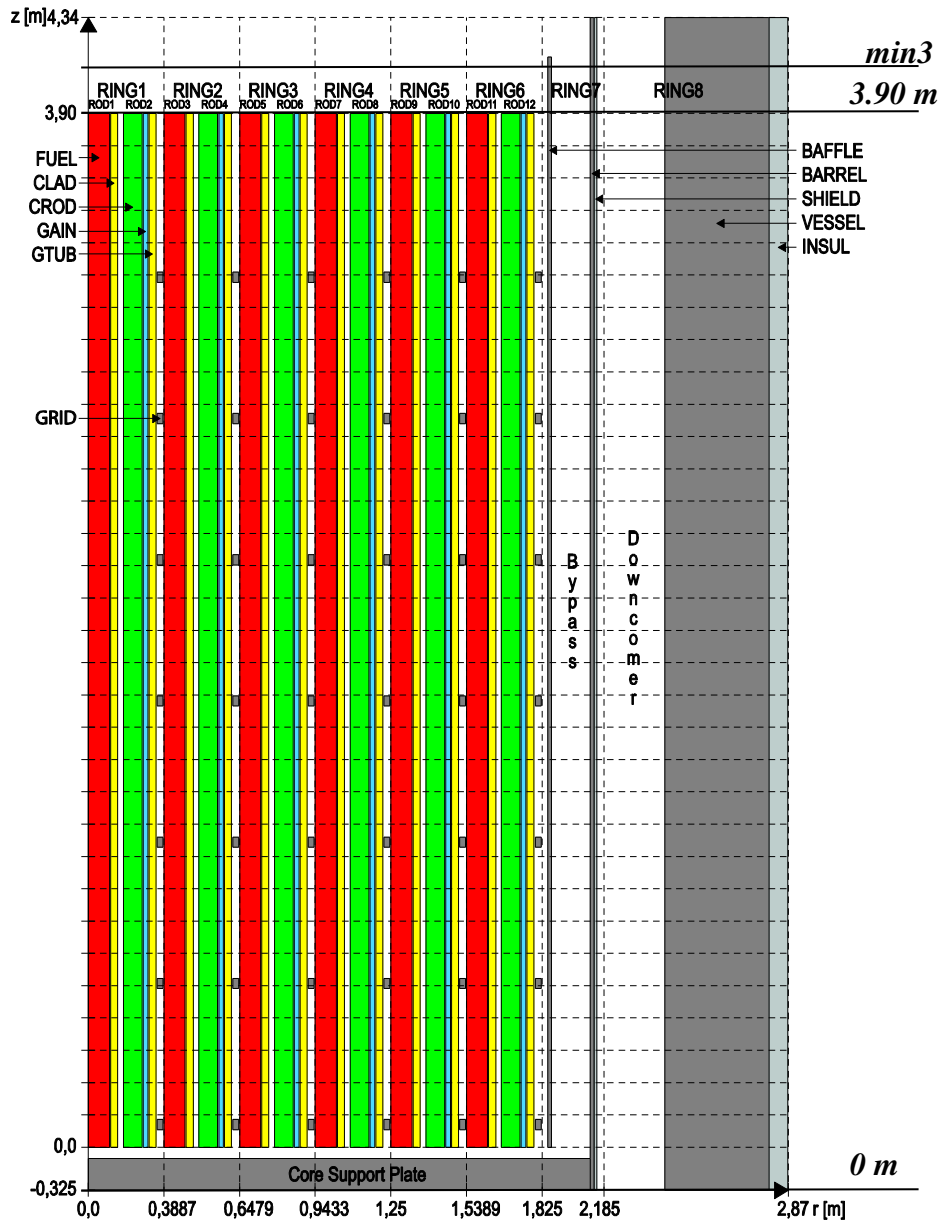 z [m] 4,34
min3
RING1 RING2 RING3 RING4 RING5 RING6 RING7 RING8
3.90 m
ROD1 ROD2 ROD3 ROD4 ROD5 ROD6 ROD7 ROD8 ROD9 ROD10 ROD11 ROD12
3,90
FUEL
CLAD
CROD
GAIN
GTUB
BAFFLE
BARREL
SHIELD
VESSEL
INSUL
GRID
Bypass
Downcomer
0,0
Core Support Plate
0 m
-0,325
0,0 0,3887 0,6479 0,9433 1,25 1,5389 1,825 2,185 2,87 r [m]